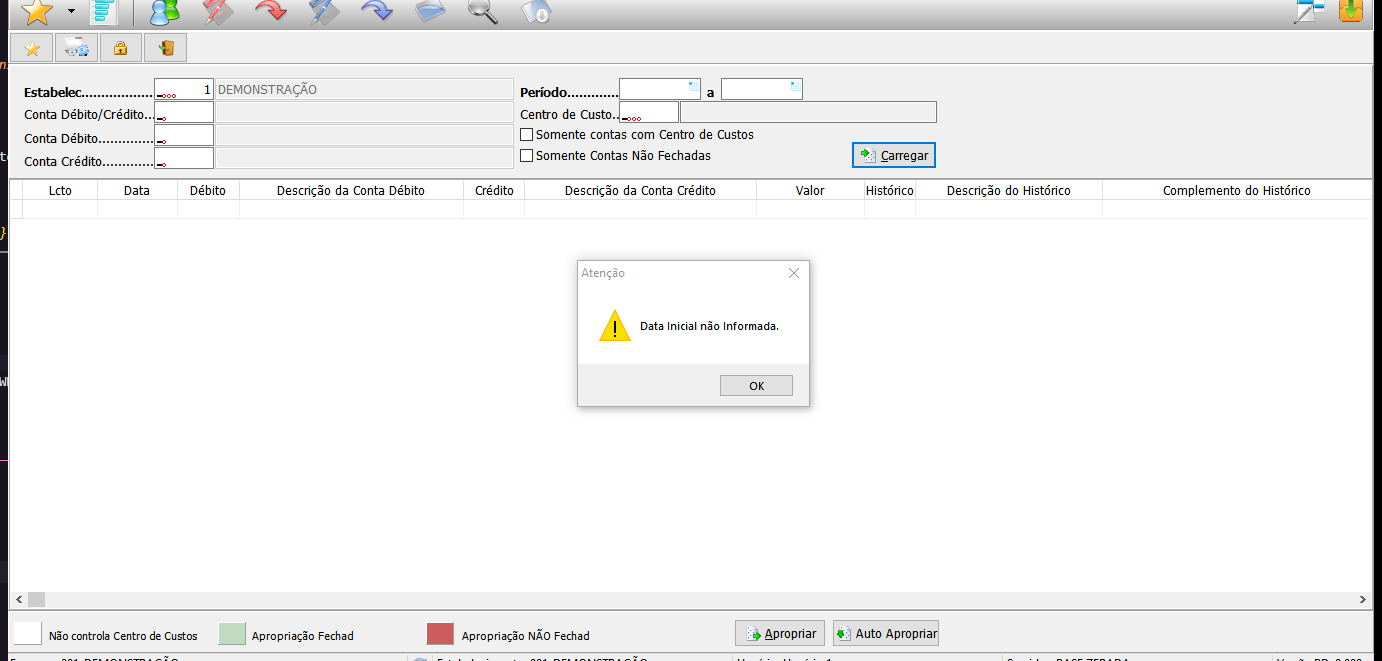 Estabelec.................. 1 DEMONSTRAÇÃO Período............. a
Conta Débito/Crédito... Centro de Custo..
Conta Débito.............. Somente contas com Centro de Custos
Conta Crédito............. Somente Contas Não Fechadas Carregar
Lcto Data Débito Descrição da Conta Débito Crédito Descrição da Conta Crédito Valor Histórico Descrição do Histórico Complemento do Histórico
Atenção
Data Inicial não Informada.
OK
Não controla Centro de Custos Apropriação Fechad Apropriação NÃO Fechad Apropriar Auto Apropriar